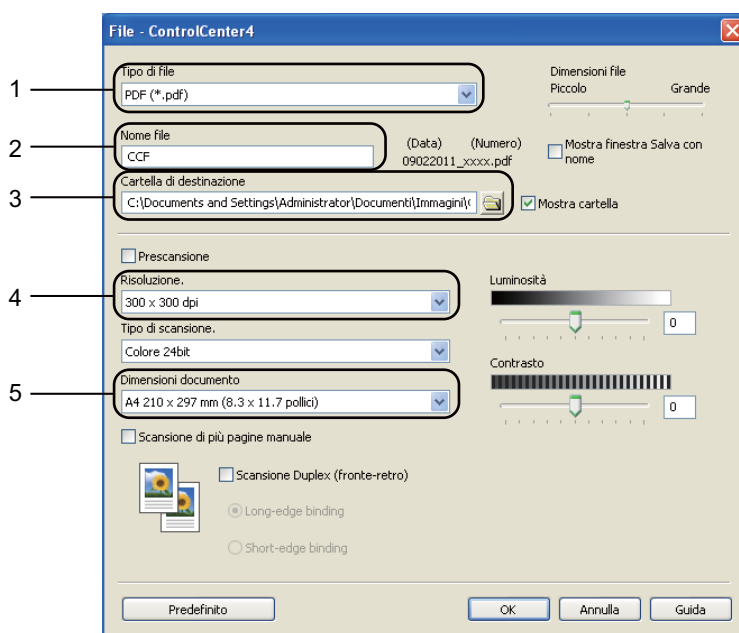 File - ControlCenter4
1
Tipo di file
PDF (*.pdf)
Dimensioni file
Piccolo Grande
2
Nome file
CCF
(Data) (Numero)
09022011_xxxx.pdf
Mostra finestra Salva con
nome
3
Cartella di destinazione
C:\Documents and Settings\Administrator\Documenti\Immagini\
Mostra cartella
Prescansione
4
Risoluzione.
300 x 300 dpi
Luminosità
0
Tipo di scansione.
Colore 24bit
Contrasto
0
5
Dimensioni documento
A4 210 x 297 mm (8.3 x 11.7 pollici)
Scansione di più pagine manuale
Scansione Duplex (fronte-retro)
Long-edge binding
Short-edge binding
Predefinito
OK
Annulla
Guida